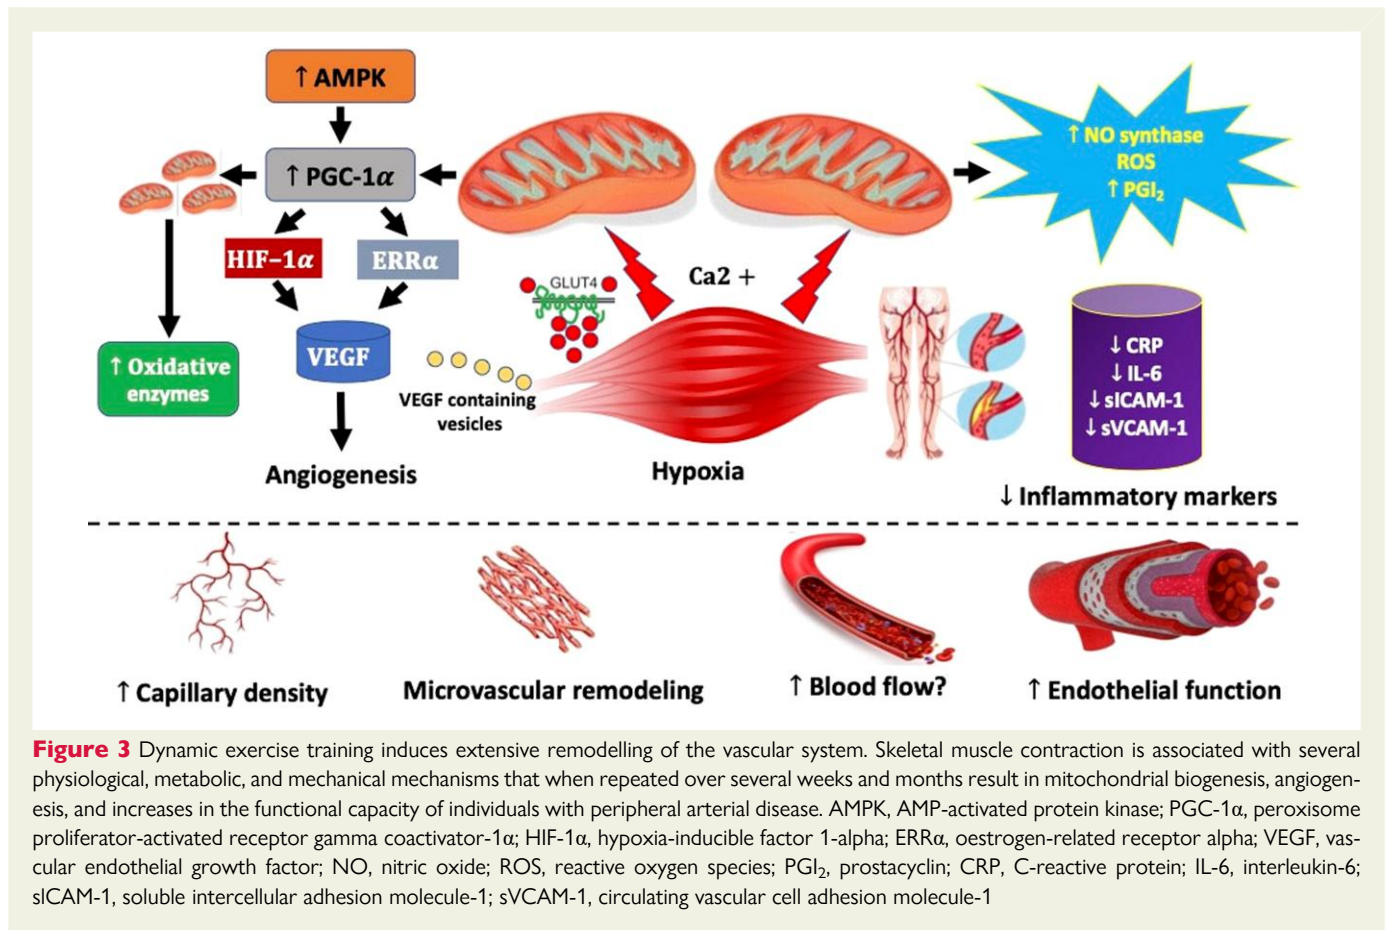 ↑ AMPK
↑ PGC-1α
HIF−1α
ERRα
VEGF
↑ Oxidative
enzymes
Angiogenesis
GLUT4
VEGF containing
vesicles
Ca2 +
Hypoxia
↑ NO synthase
ROS
↑ PGI₂
↓ CRP
↓ IL-6
↓ sICAM-1
↓ sVCAM-1
↓ Inflammatory markers
↑ Capillary density
Microvascular remodeling
↑ Blood flow?
↑ Endothelial function
Figure 3 Dynamic exercise training induces extensive remodelling of the vascular system. Skeletal muscle contraction is associated with several
physiological, metabolic, and mechanical mechanisms that when repeated over several weeks and months result in mitochondrial biogenesis, angiogen-
esis, and increases in the functional capacity of individuals with peripheral arterial disease. AMPK, AMP-activated protein kinase; PGC-1α, peroxisome
proliferator-activated receptor gamma coactivator-1α; HIF-1α, hypoxia-inducible factor 1-alpha; ERRα, oestrogen-related receptor alpha; VEGF, vas-
cular endothelial growth factor; NO, nitric oxide; ROS, reactive oxygen species; PGI₂, prostacyclin; CRP, C-reactive protein; IL-6, interleukin-6;
sICAM-1, soluble intercellular adhesion molecule-1; sVCAM-1, circulating vascular cell adhesion molecule-1